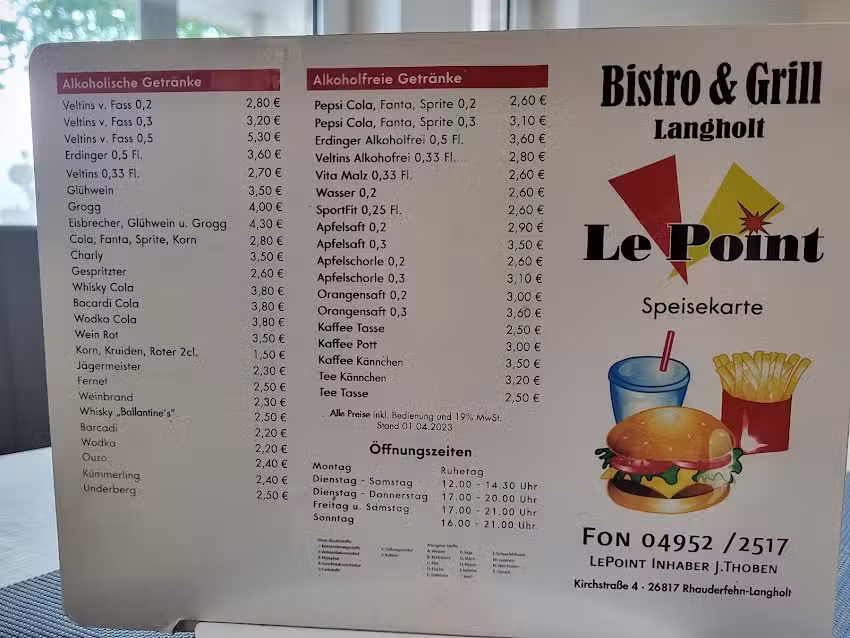 Alkoholische Getränke
Veltins v. Fass 0,2 2,80 €
Veltins v. Fass 0,3 3,20 €
Veltins v. Fass 0,5 5,30 €
Erdinger 0,5 Fl. 3,60 €
Veltins 0,33 Fl. 2,70 €
Glühwein 3,50 €
Grogg 4,00 €
Eisbrecher, Glühwein u. Grogg 4,30 €
Cola, Fanta, Sprite, Korn 2,80 €
Charly 3,50 €
Gespritzter 2,60 €
Whisky Cola 3,80 €
Bacardi Cola 3,80 €
Wodka Cola 3,80 €
Wein Rot 3,50 €
Korn, Kruiden, Roter 2cl. 1,50 €
Jägermeister 2,30 €
Fernet 2,50 €
Weinbrand 2,30 €
Whisky „Ballantine's" 2,50 €
Barcadi 2,20 €
Wodka 2,20 €
Ouzo 2,40 €
Kümmerling 2,40 €
Underberg 2,50 €
Alkoholfreie Getränke
Pepsi Cola, Fanta, Sprite 0,2 2,60 €
Pepsi Cola, Fanta, Sprite 0,3 3,10 €
Erdinger Alkoholfrei 0,5 Fl. 3,60 €
Veltins Alkohofrei 0,33 Fl. 2,80 €
Vita Malz 0,33 Fl. 2,60 €
Wasser 0,2 2,60 €
SportFit 0,25 Fl. 2,60 €
Apfelsaft 0,2 2,90 €
Apfelsaft 0,3 3,50 €
Apfelschorle 0,2 2,60 €
Apfelschorle 0,3 3,10 €
Orangensaft 0,2 3,00 €
Orangensaft 0,3 3,60 €
Kaffee Tasse 2,50 €
Kaffee Pott 3,00 €
Kaffee Kännchen 3,50 €
Tee Kännchen 3,20 €
Tee Tasse 2,50 €
Alle Preise inkl. Bedienung und 19% MwSt.
Stand 01.04.2023
Öffnungszeiten
Montag Ruhetag
Dienstag - Samstag 12.00 - 14.30 Uhr
Dienstag - Donnerstag 17.00 - 20.00 Uhr
Freitag u. Samstag 17.00 - 21.00 Uhr
Sonntag 16.00 - 21.00 Uhr
Bistro & Grill
Langholt
Le Point
Speisekarte
FON 04952 /2517
LEPOINT INHABER J.THOBEN
Kirchstraße 4 · 26817 Rhauderfehn-Langholt